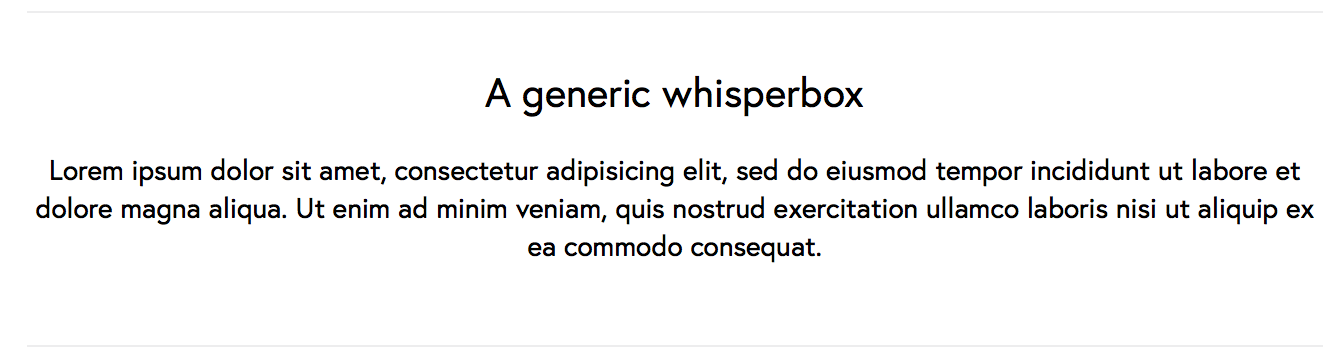 A generic whisperbox
Lorem ipsum dolor sit amet, consectetur adipisicing elit, sed do eiusmod tempor incididunt ut labore et
dolore magna aliqua. Ut enim ad minim veniam, quis nostrud exercitation ullamco laboris nisi ut aliquip ex
ea commodo consequat.